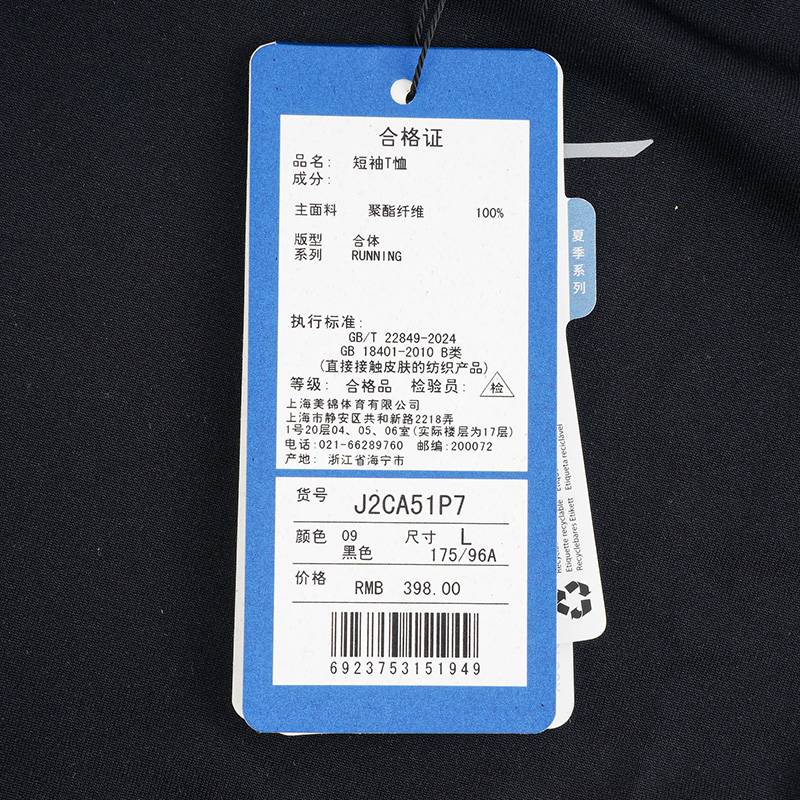 合格证
品名: 短袖T恤
成分:
主面料 聚酯纤维 100%
版型 合体
系列 RUNNING
执行标准:
GB/T 22849-2024
GB 18401-2010 B类
(直接接触皮肤的纺织产品)
等级: 合格品 检验员: 检
上海美锦体育有限公司
上海市静安区共和新路2218弄
1号20层04、05、06室(实际楼层为17层)
电话:021-66289760 邮编:200072
产地: 浙江省海宁市
货号 J2CA51P7
颜色 09 尺寸 L
黑色 175/96A
价格 RMB 398.00
6923753151949
夏季系列
Etiqueta reciclavel
Etiquette recyclable
Recyclebares Etikett